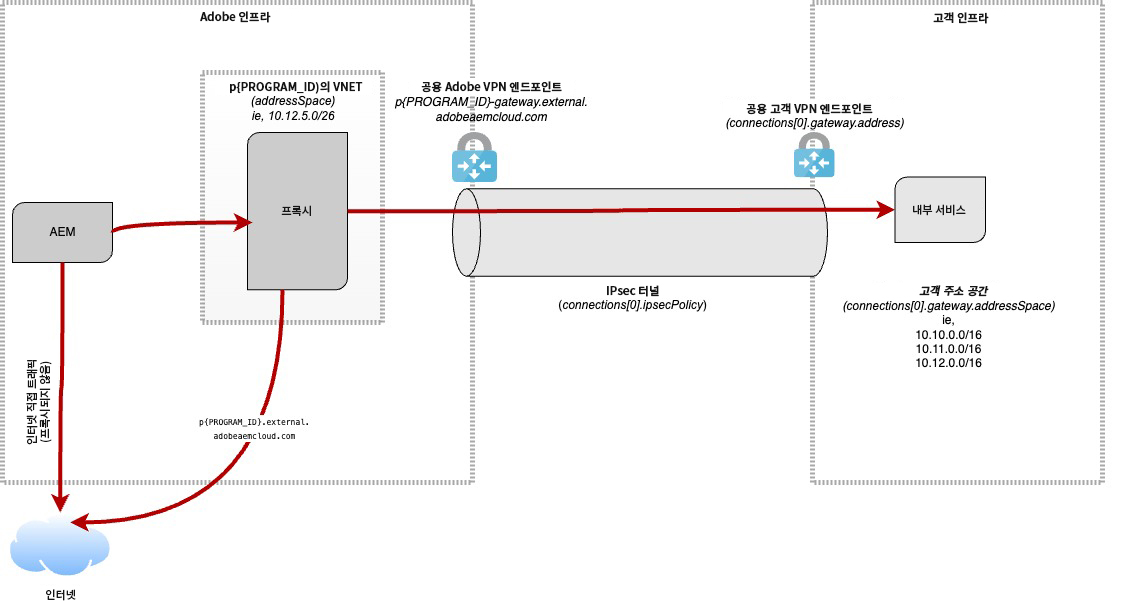 Adobe 인프라
고객 인프라
p{PROGRAM_ID}의 VNET
(addressSpace)
ie, 10.12.5.0/26
공용 Adobe VPN 엔드포인트
p{PROGRAM_ID}-gateway.external.
adobeaemcloud.com
공용 고객 VPN 엔드포인트
(connections[0].gateway.address)
AEM
프록시
내부 서비스
IPsec 터널
(connections[0].ipsecPolicy)
고객 주소 공간
(connections[0].gateway.addressSpace)
ie,
10.10.0.0/16
10.11.0.0/16
10.12.0.0/16
인터넷 직접 트래픽
(프록시되지 않음)
p{PROGRAM_ID}.external.
adobeaemcloud.com
인터넷